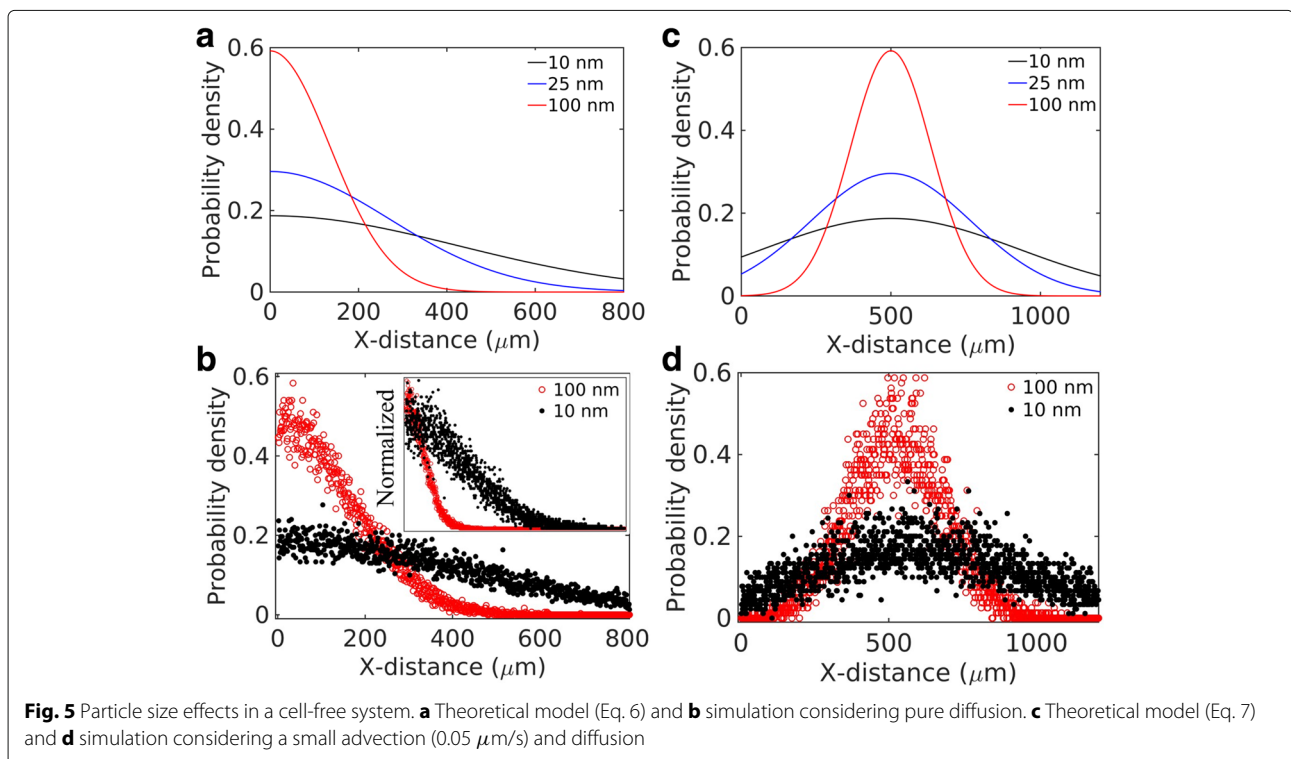 a
0.6
0.4
0.2
0
Probability density
10 nm
25 nm
100 nm
0 200 400 600 800
X-distance (μm)
c
0.6
0.4
0.2
0
Probability density
10 nm
25 nm
100 nm
0 500 1000
X-distance (μm)
b
0.6
0.4
0.2
0
Probability density
Normalized
100 nm
10 nm
0 200 400 600 800
X-distance (μm)
d
0.6
0.4
0.2
0
Probability density
100 nm
10 nm
0 500 1000
X-distance (μm)
Fig. 5 Particle size effects in a cell-free system. a Theoretical model (Eq. 6) and b simulation considering pure diffusion. c Theoretical model (Eq. 7)
and d simulation considering a small advection (0.05 μm/s) and diffusion